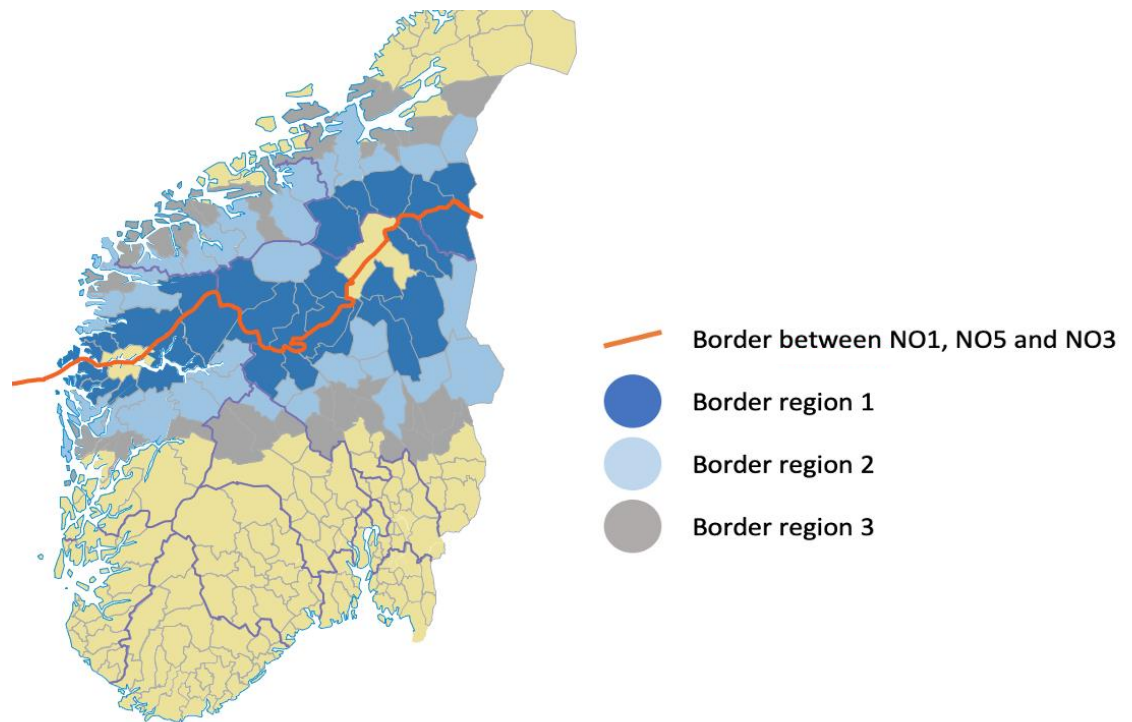 Border between NO1, NO5 and NO3
Border region 1
Border region 2
Border region 3